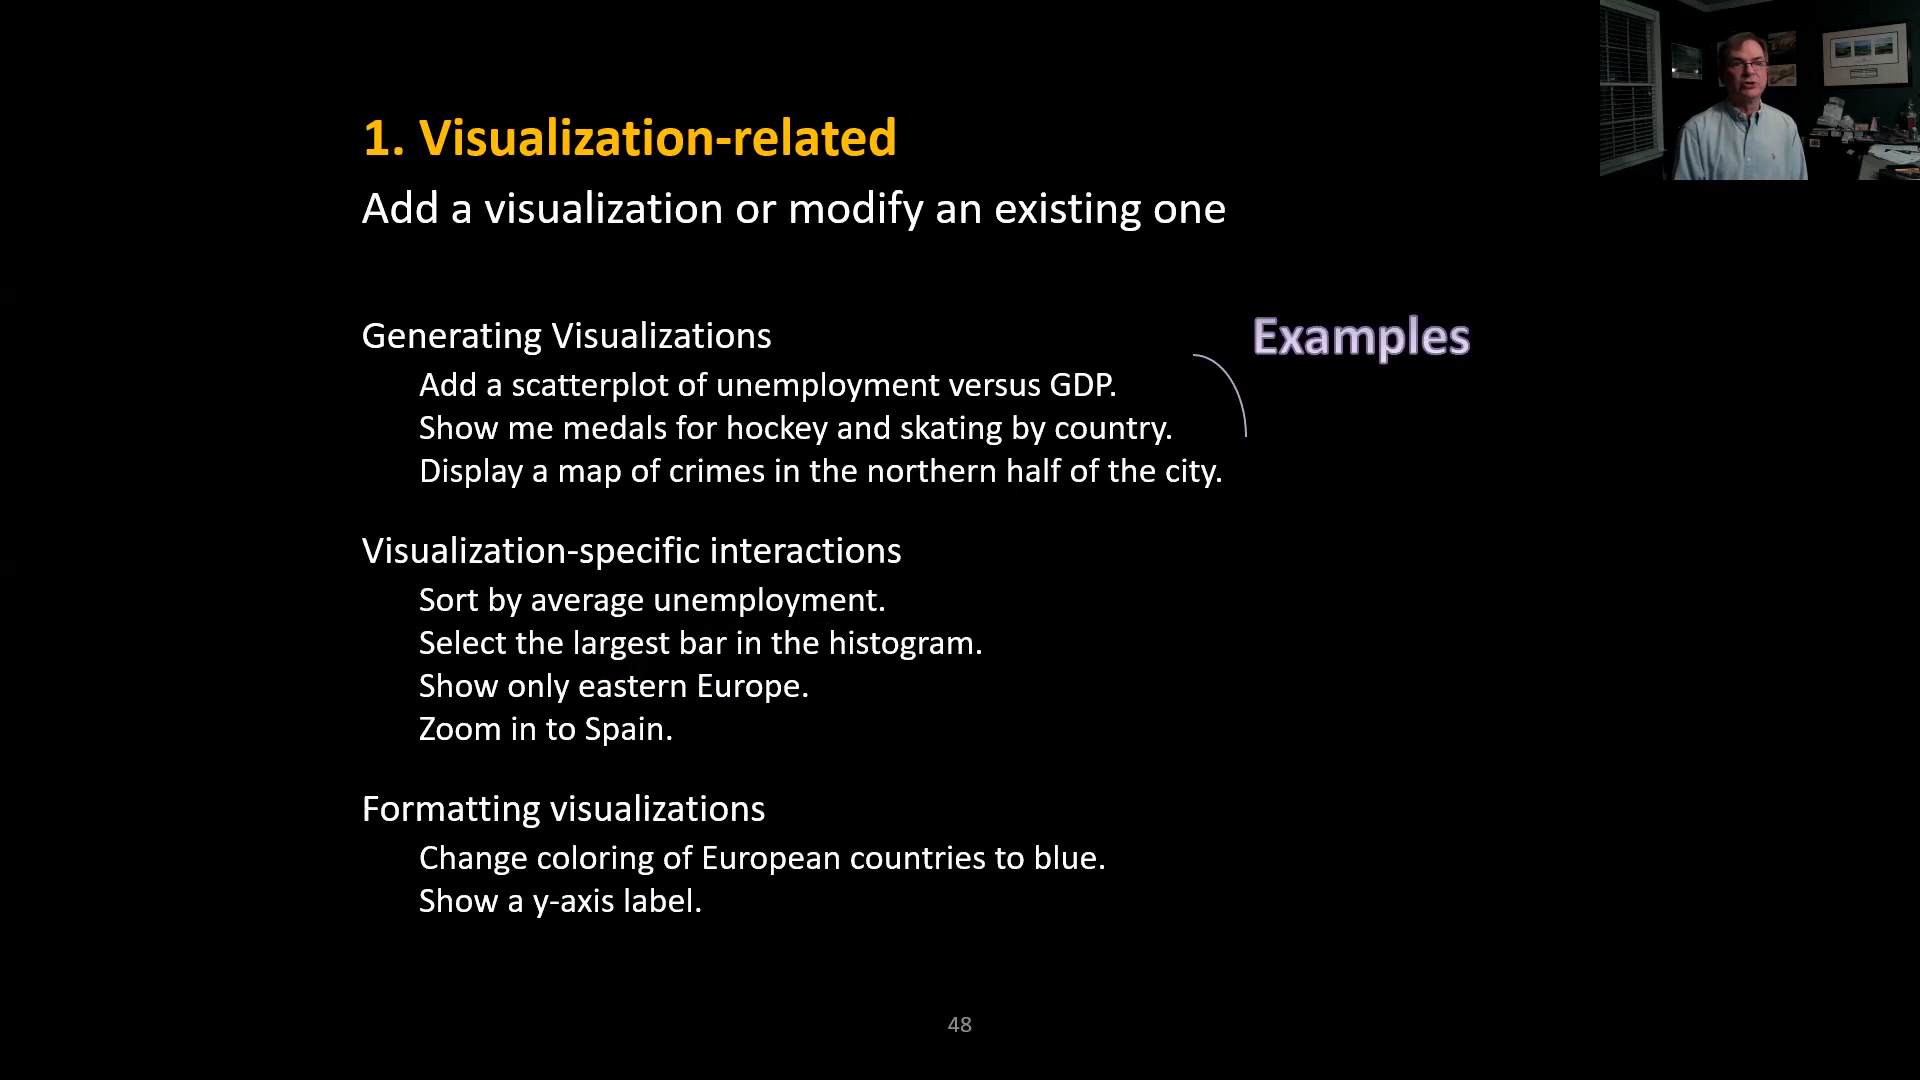 1. Visualization-related
Add a visualization or modify an existing one
Generating Visualizations
Examples
Add a scatterplot of unemployment versus GDP.
Show me medals for hockey and skating by country.
Display a map of crimes in the northern half of the city.
Visualization-specific interactions
Sort by average unemployment.
Select the largest bar in the histogram.
Show only eastern Europe.
Zoom in to Spain.
Formatting visualizations
Change coloring of European countries to blue.
Show a y-axis label.
48